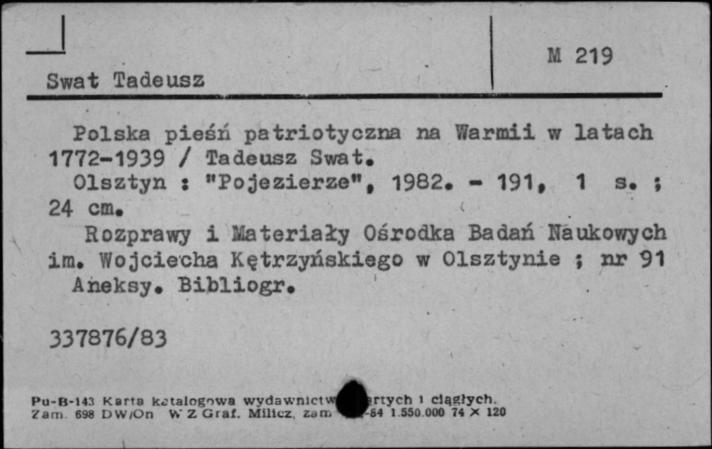 M 219
Swat Tadeusz
Polska pieśń patriotyczna na Warmii w latach
1772-1939 / Tadeusz Swat.
Olsztyn : "Pojezierze", 1982. - 191, 1 s. ;
24 cm.
Rozprawy i Materiały Ośrodka Badań Naukowych
im. Wojciecha Kętrzyńskiego w Olsztynie ; nr 91
Aneksy. Bibliogr.
337876/83
Pu-B-143 Karta katalogowa wydawnictw i ciągłych.
Zam. 698 DW/Dn W Z Graf. Milicz, zam -84 1.550.000 74 × 120